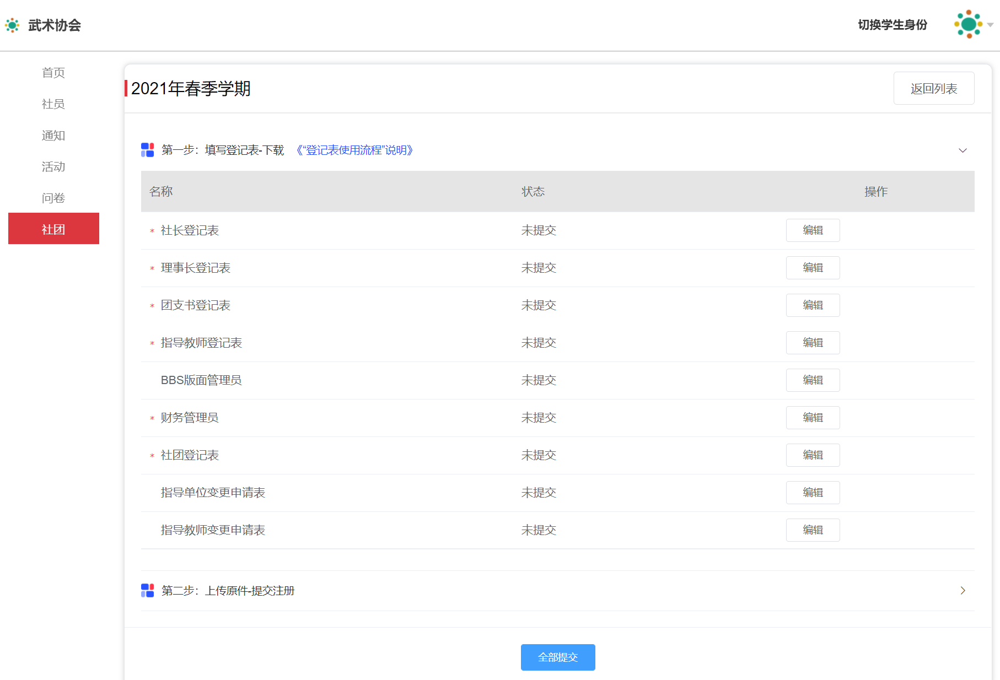 武术协会
切换学生身份
首页
社员
通知
活动
问卷
社团
2021年春季学期
返回列表
第一步：填写登记表-下载 《“登记表使用流程”说明》
名称 状态 操作
* 社长登记表 未提交 编辑
* 理事长登记表 未提交 编辑
* 团支书登记表 未提交 编辑
* 指导教师登记表 未提交 编辑
BBS版面管理员 未提交 编辑
* 财务管理员 未提交 编辑
* 社团登记表 未提交 编辑
指导单位变更申请表 未提交 编辑
指导教师变更申请表 未提交 编辑
第二步：上传原件-提交注册
全部提交